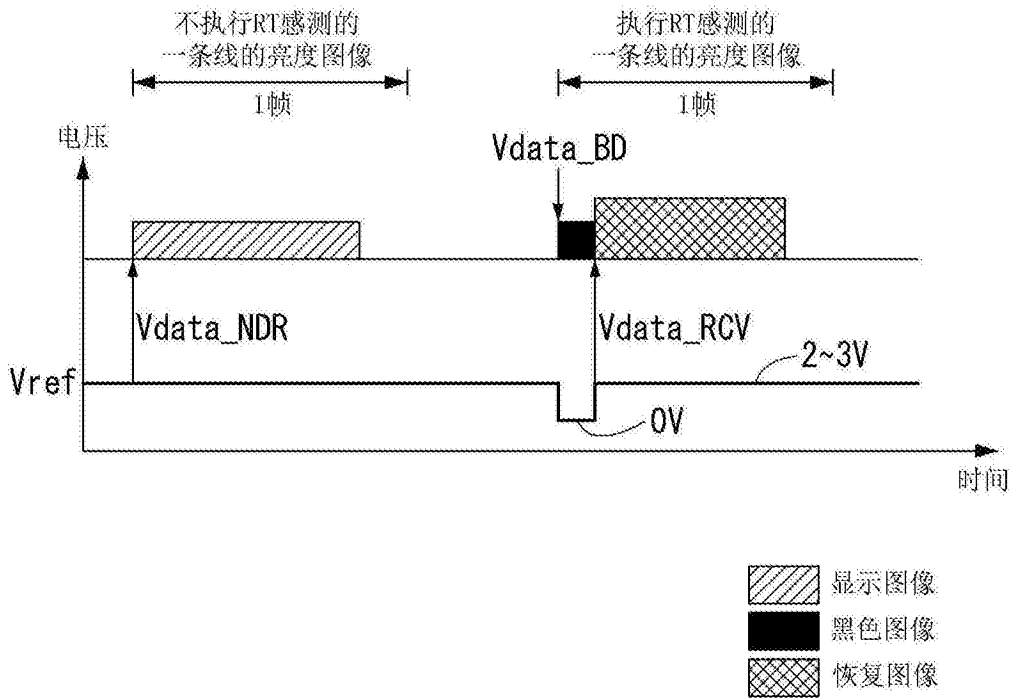 不执行RT感测的
一条线的亮度图像
1帧
执行RT感测的
一条线的亮度图像
1帧
电压
Vdata_BD
Vdata_NDR
Vdata_RCV
2~3V
Vref
0V
时间
显示图像
黑色图像
恢复图像